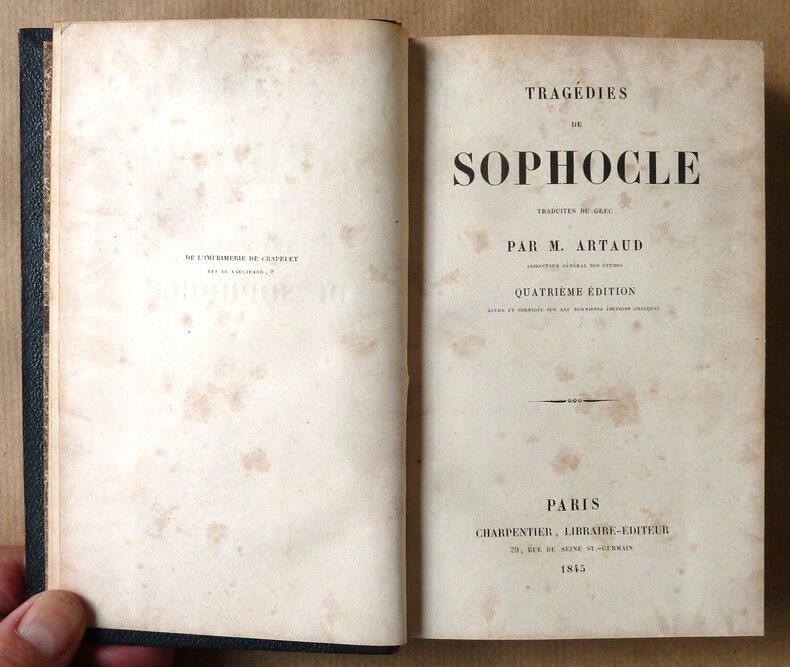 DE L'IMPRIMERIE DE CRAPELET
RUE DE VAUGIRARD, 9
TRAGÉDIES
DE
SOPHOCLE
TRADUITES DU GREC
PAR M. ARTAUD
INSPECTEUR GÉNÉRAL DES ÉTUDES
QUATRIÈME ÉDITION
REVUE ET CORRIGÉE SUR LES DERNIÈRES ÉDITIONS GRECQUES
PARIS
CHARPENTIER, LIBRAIRE-ÉDITEUR
29, RUE DE SEINE ST.-GERMAIN
1845